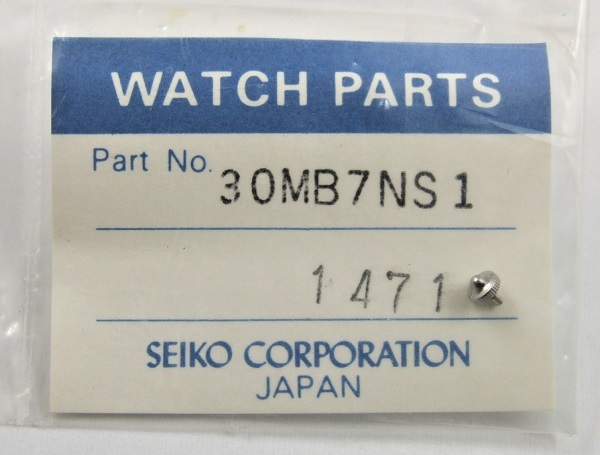 WATCH PARTS
Part No. 30MB7NS1
1471
SEIKO CORPORATION
JAPAN